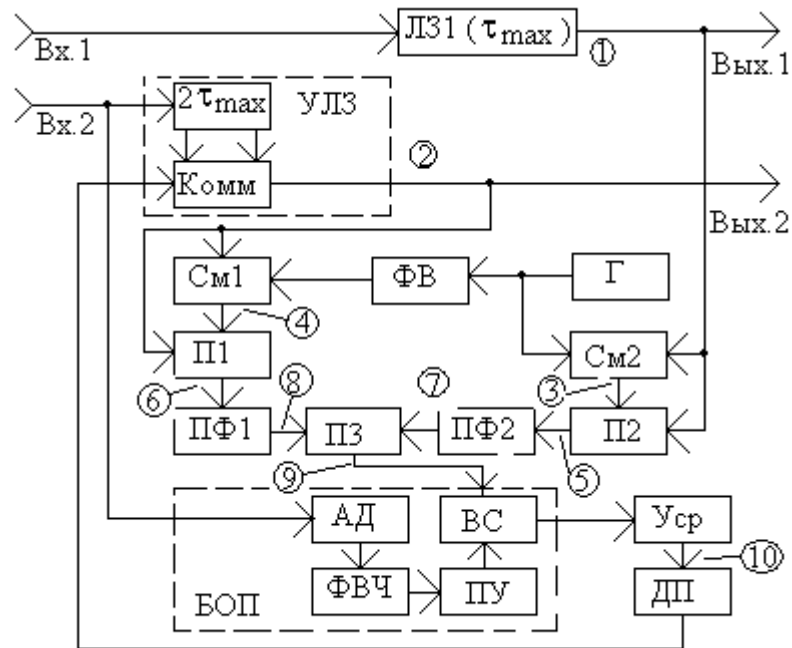 ЛЗ1 (τmax)
Вх.1
①
Вых.1
2τmax
УЛЗ
Вх.2
②
Комм
Вых.2
См1
ФВ
Г
④
П1
См2
③
⑥
⑧
⑦
ПФ1
П3
ПФ2
П2
⑨
⑤
АД
ВС
Уср
⑩
ФВЧ
ПУ
ДП
БОП